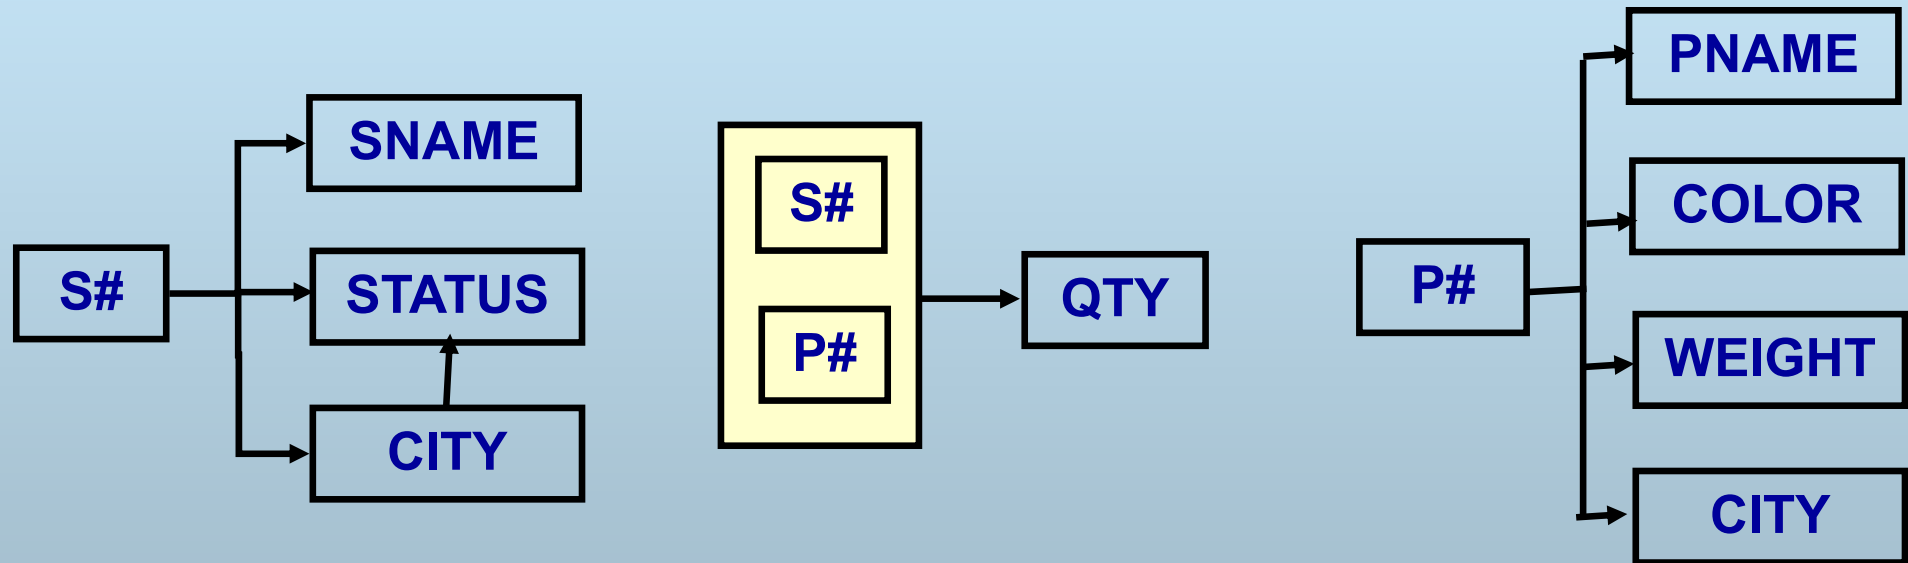 S#
SNAME
STATUS
CITY
S#
P#
QTY
P#
PNAME
COLOR
WEIGHT
CITY